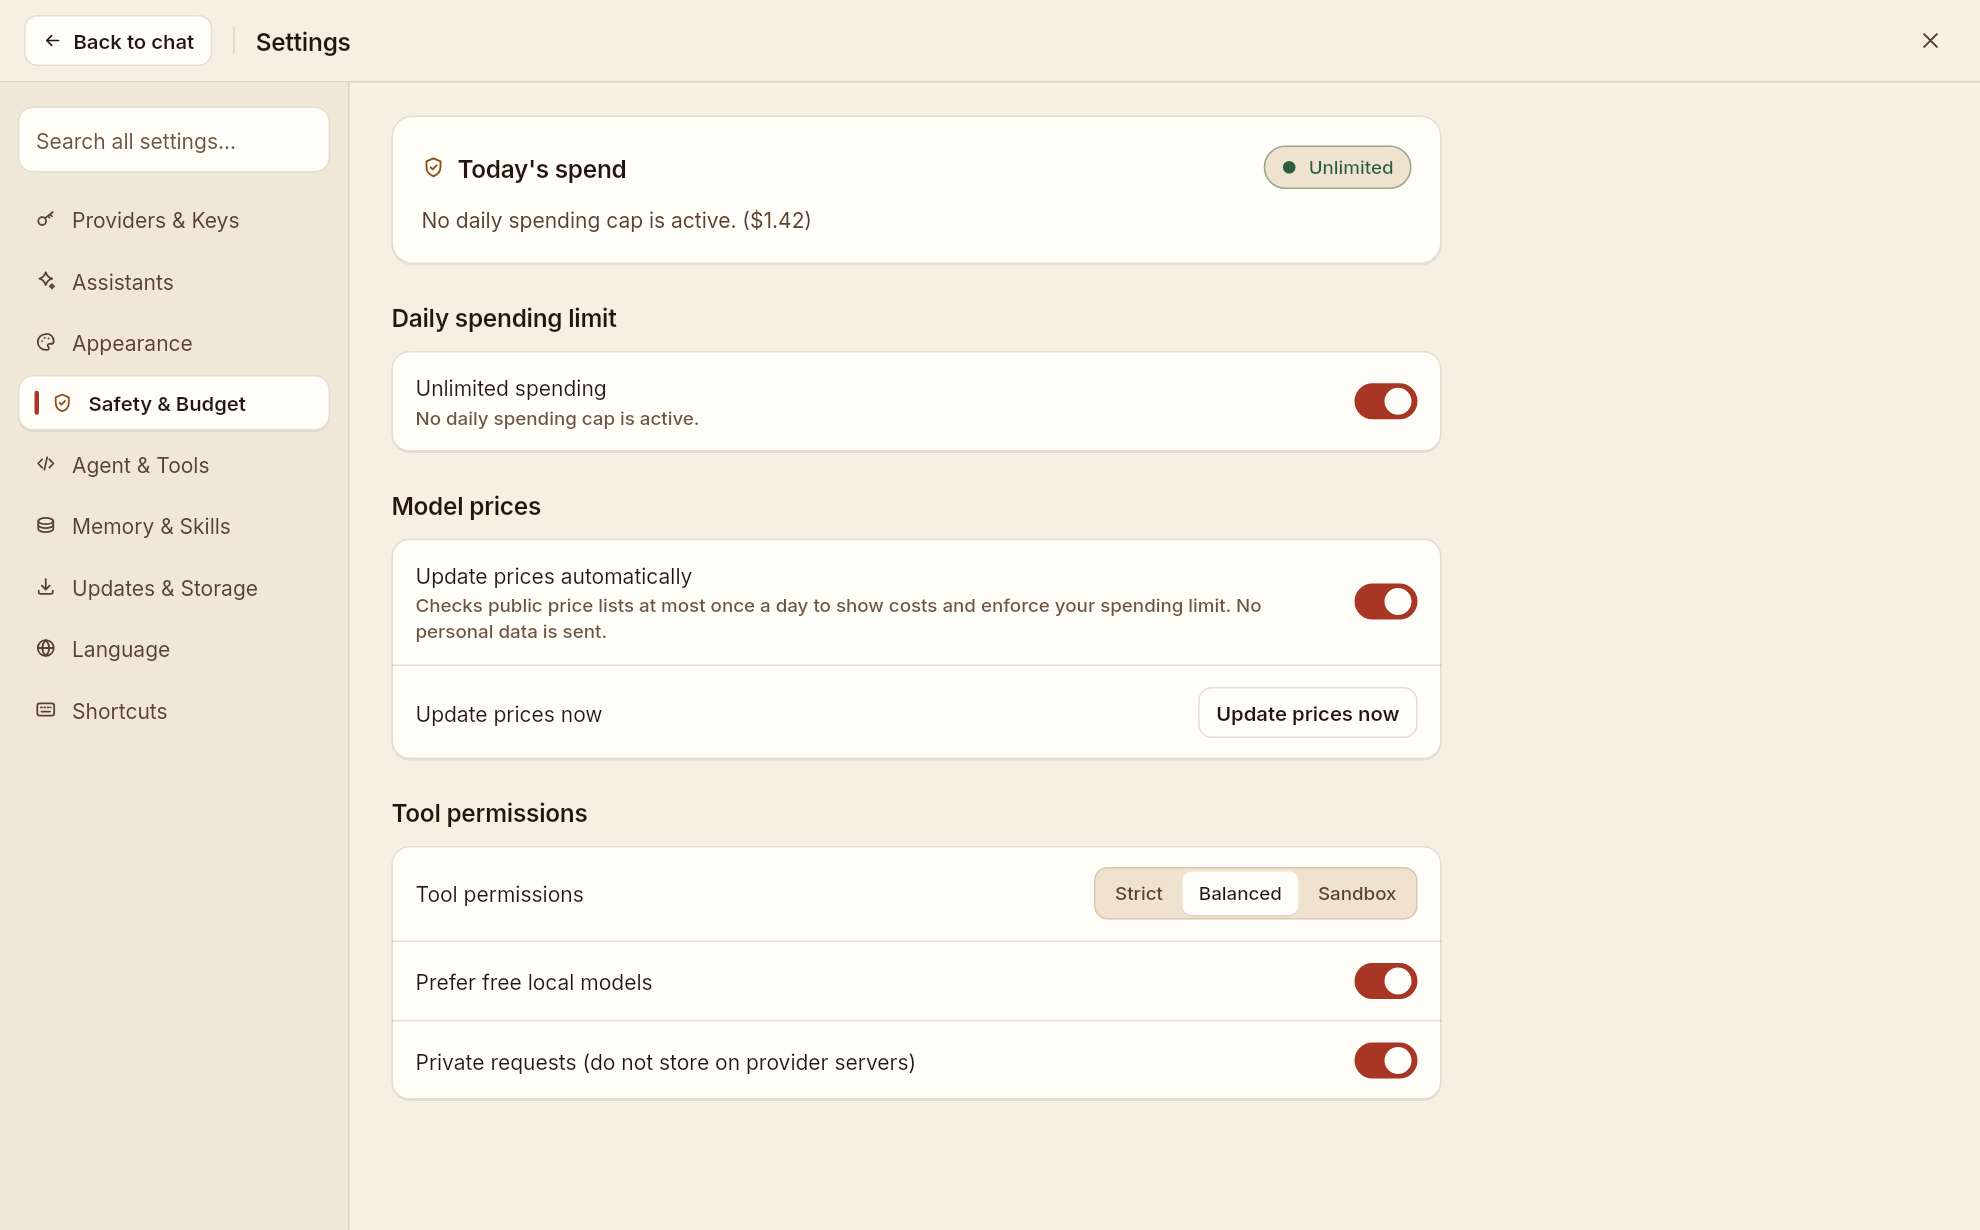 Back to chat
Settings
Search all settings...
Providers & Keys
Assistants
Appearance
Safety & Budget
Agent & Tools
Memory & Skills
Updates & Storage
Language
Shortcuts
Today's spend
Unlimited
No daily spending cap is active. ($1.42)
Daily spending limit
Unlimited spending
No daily spending cap is active.
Model prices
Update prices automatically
Checks public price lists at most once a day to show costs and enforce your spending limit. No
personal data is sent.
Update prices now
Update prices now
Tool permissions
Tool permissions
Strict
Balanced
Sandbox
Prefer free local models
Private requests (do not store on provider servers)